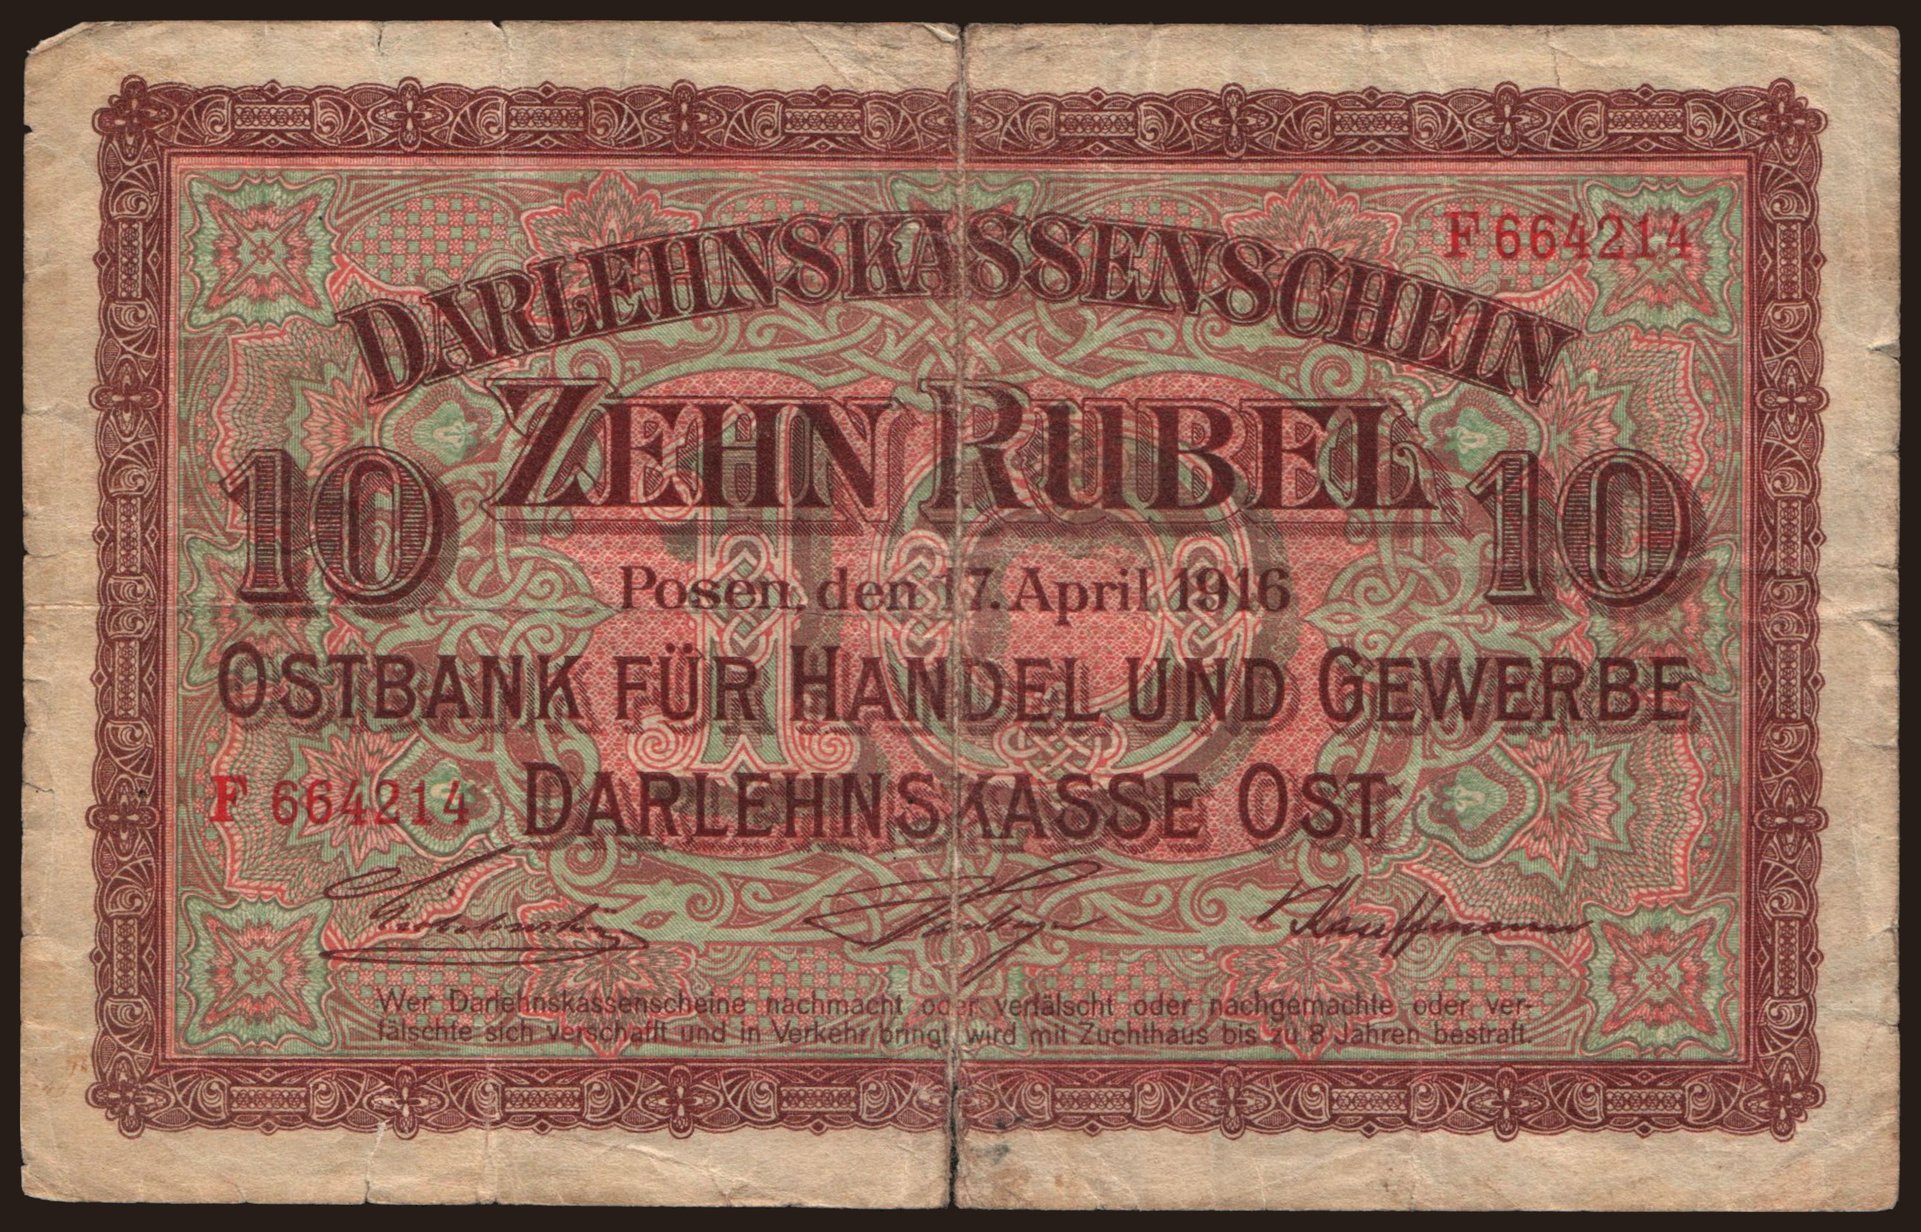 F 664214
DARLEHNSKASSENSCHEIN
ZEHN RUBEL
10
10
10
Posen, den 17. April 1916
OSTBANK FÜR HANDEL UND GEWERBE,
F 664214
DARLEHNSKASSE OST
Kauffmann
Wer Darlehnskassenscheine nachmacht oder verfälscht oder nachgemachte oder ver-
fälschte sich verschafft und in Verkehr bringt, wird mit Zuchthaus bis zu 8 Jahren bestraft.